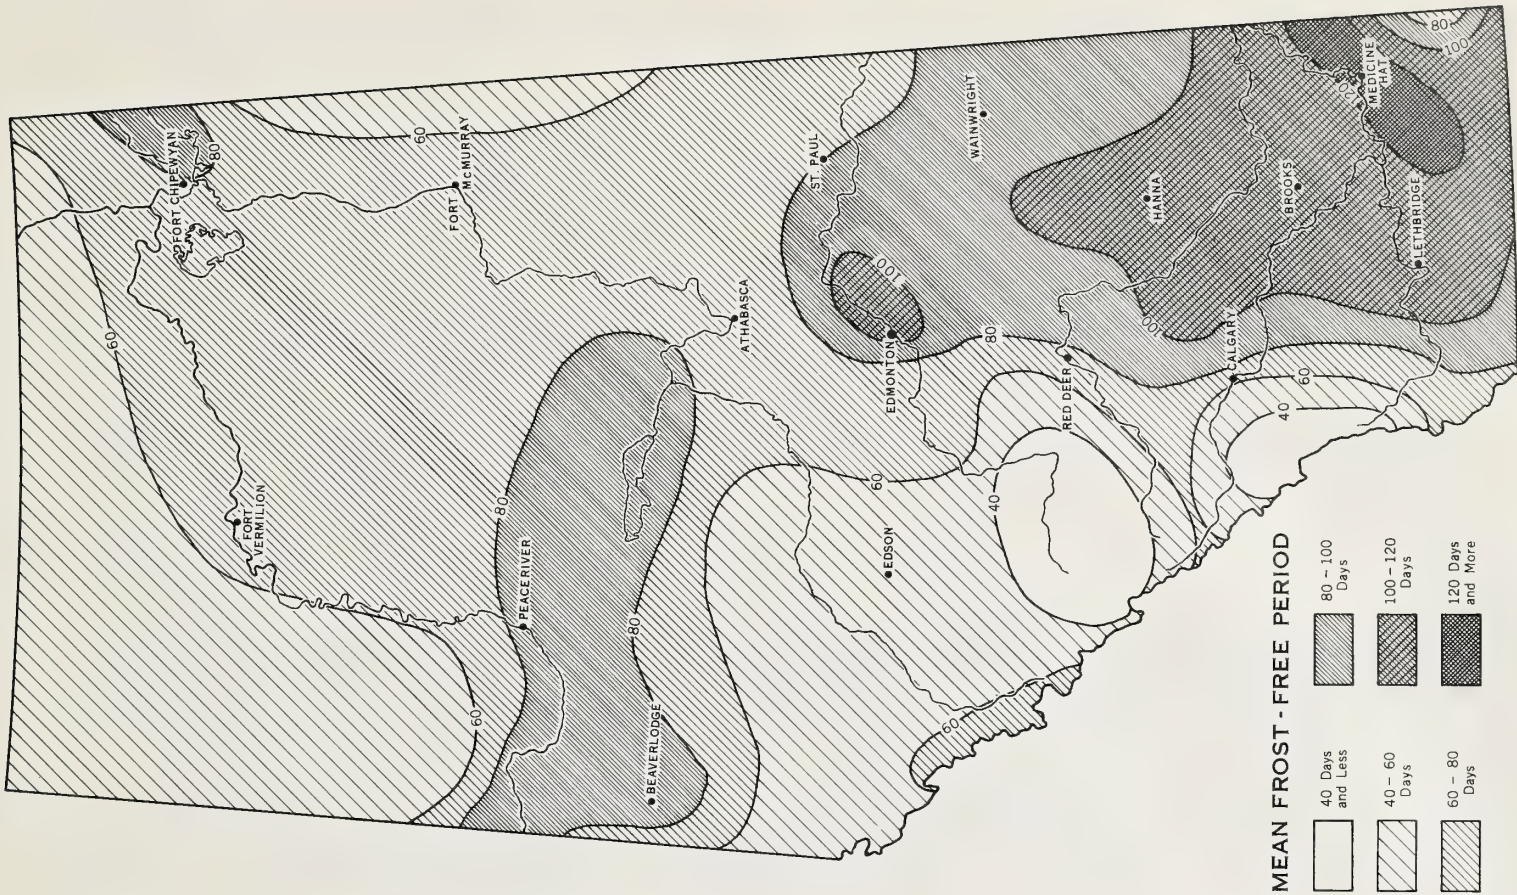 60
FORT CHIPEWYAN
80
60
60
FORT
VERMILION
FORT
McMURRAY
60
80
PEACE RIVER
80
BEAVERLODGE
ATHABASCA
ST. PAUL
100
EDMONTON
WAINWRIGHT
80
60
EDSON
60
40
RED DEER
HANNA
100
CALGARY
60
40
BROOKS
LETHBRIDGE
120
MEDICINE
HAT
80
100
MEAN FROST-FREE PERIOD
40 Days
and Less
40 – 60
Days
60 – 80
Days
80 – 100
Days
100 – 120
Days
120 Days
and More